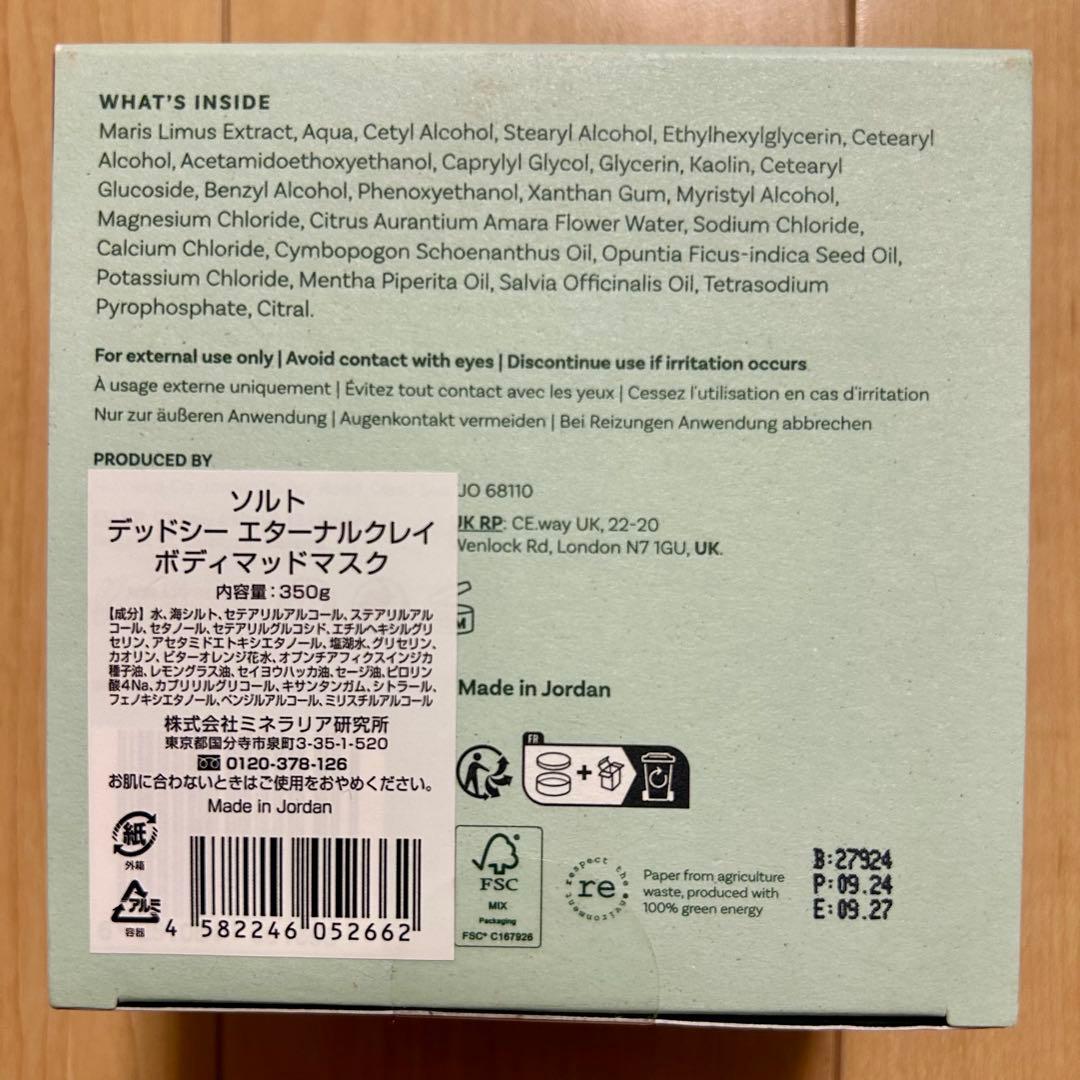 WHAT'S INSIDE
Maris Limus Extract, Aqua, Cetyl Alcohol, Stearyl Alcohol, Ethylhexylglycerin, Cetearyl
Alcohol, Acetamidoethoxyethanol, Caprylyl Glycol, Glycerin, Kaolin, Cetearyl
Glucoside, Benzyl Alcohol, Phenoxyethanol, Xanthan Gum, Myristyl Alcohol,
Magnesium Chloride, Citrus Aurantium Amara Flower Water, Sodium Chloride,
Calcium Chloride, Cymbopogon Schoenanthus Oil, Opuntia Ficus-indica Seed Oil,
Potassium Chloride, Mentha Piperita Oil, Salvia Officinalis Oil, Tetrasodium
Pyrophosphate, Citral.
For external use only | Avoid contact with eyes | Discontinue use if irritation occurs
À usage externe uniquement | Évitez tout contact avec les yeux | Cessez l'utilisation en cas d'irritation
Nur zur äußeren Anwendung | Augenkontakt vermeiden | Bei Reizungen Anwendung abbrechen
PRODUCED BY
JO 68110
UK RP: CE.way UK, 22-20
Wenlock Rd, London N7 1GU, UK.
M
Made in Jordan
ソルト
デッドシー エターナルクレイ
ボディマッドマスク
内容量:350g
【成分】水、海シルト、セテアリルアルコール、ステアリルアル
コール、セタノール、セテアリルグルコシド、エチルヘキシルグリ
セリン、アセタミドエトキシエタノール、塩湖水、グリセリン、
カオリン、ビターオレンジ花水、オプンチアフィクスインジカ
種子油、レモングラス油、セイヨウハッカ油、セージ油、ピロリン
酸4Na、カプリリルグリコール、キサンタンガム、シトラール、
フェノキシエタノール、ベンジルアルコール、ミリスチルアルコール
株式会社ミネラリア研究所
東京都国分寺市泉町3-35-1-520
0120-378-126
お肌に合わないときはご使用をおやめください。
Made in Jordan
紙
外箱
アルミ
容器
4 582246 052662
FR
FSC
MIX
Packaging
FSC® C167926
respect the environment
re
Paper from agriculture
waste, produced with
100% green energy
B:27924
P:09.24
E:09.27